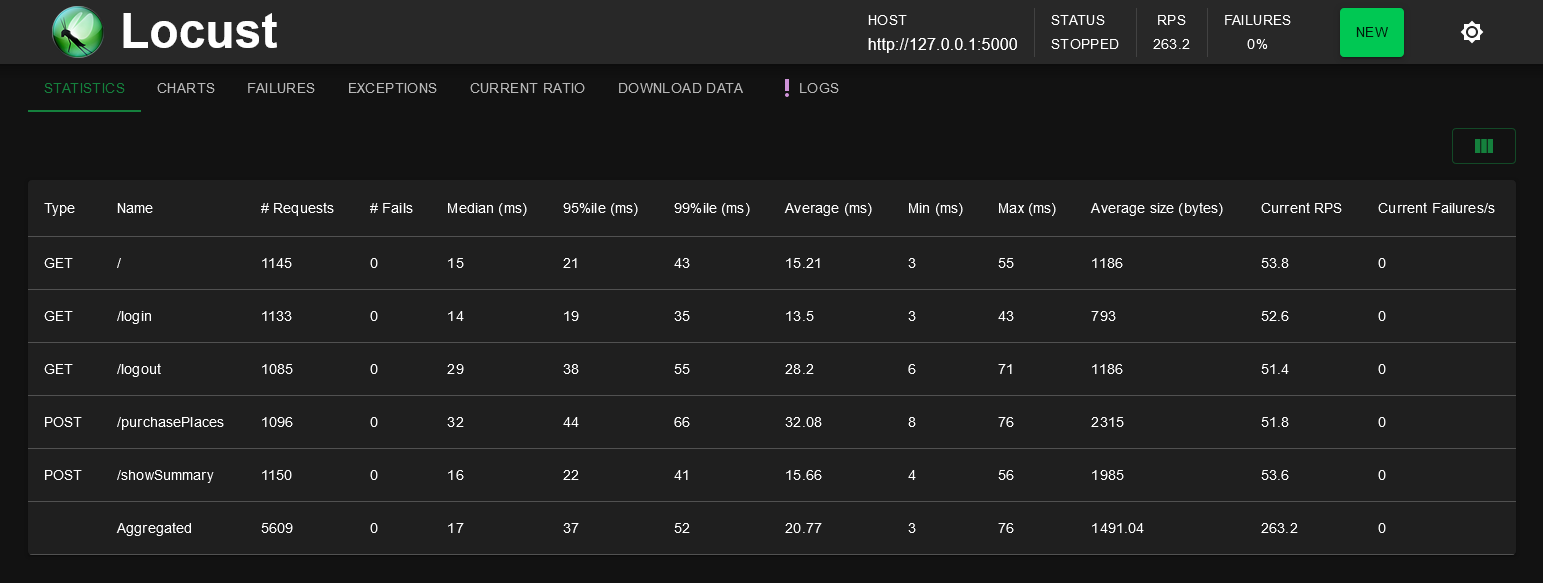 Locust
HOST
http://127.0.0.1:5000
STATUS
STOPPED
RPS
263.2
FAILURES
0%
NEW
STATISTICS CHARTS FAILURES EXCEPTIONS CURRENT RATIO DOWNLOAD DATA LOGS
Type Name # Requests # Fails Median (ms) 95%ile (ms) 99%ile (ms) Average (ms) Min (ms) Max (ms) Average size (bytes) Current RPS Current Failures/s
GET / 1145 0 15 21 43 15.21 3 55 1186 53.8 0
GET /login 1133 0 14 19 35 13.5 3 43 793 52.6 0
GET /logout 1085 0 29 38 55 28.2 6 71 1186 51.4 0
POST /purchasePlaces 1096 0 32 44 66 32.08 8 76 2315 51.8 0
POST /showSummary 1150 0 16 22 41 15.66 4 56 1985 53.6 0
Aggregated 5609 0 17 37 52 20.77 3 76 1491.04 263.2 0